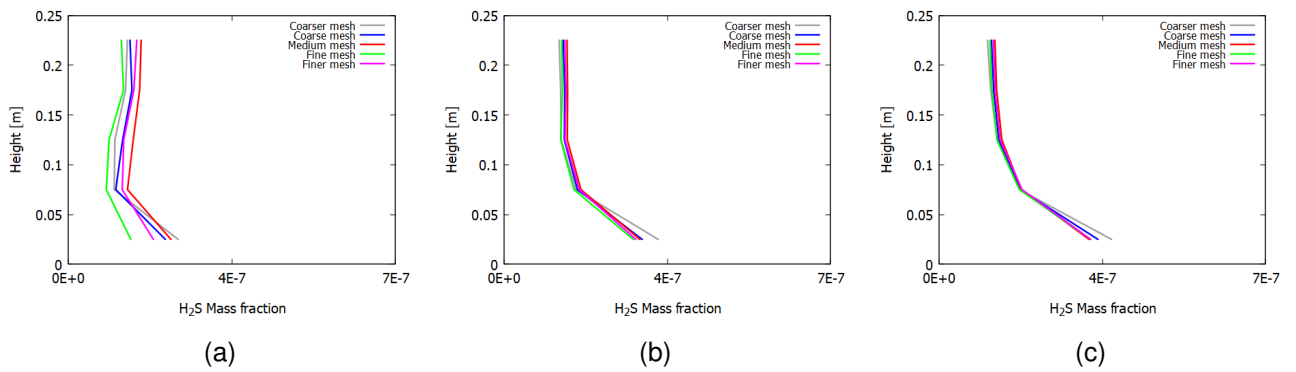 0.25
0.2
0.15
0.1
0.05
0
Height [m]
Coarser mesh
Coarse mesh
Medium mesh
Fine mesh
Finer mesh
0E+0 4E-7 7E-7
H₂S Mass fraction
(a)
0.25
0.2
0.15
0.1
0.05
0
Height [m]
Coarser mesh
Coarse mesh
Medium mesh
Fine mesh
Finer mesh
0E+0 4E-7 7E-7
H₂S Mass fraction
(b)
0.25
0.2
0.15
0.1
0.05
0
Height [m]
Coarser mesh
Coarse mesh
Medium mesh
Fine mesh
Finer mesh
0E+0 4E-7 7E-7
H₂S Mass fraction
(c)